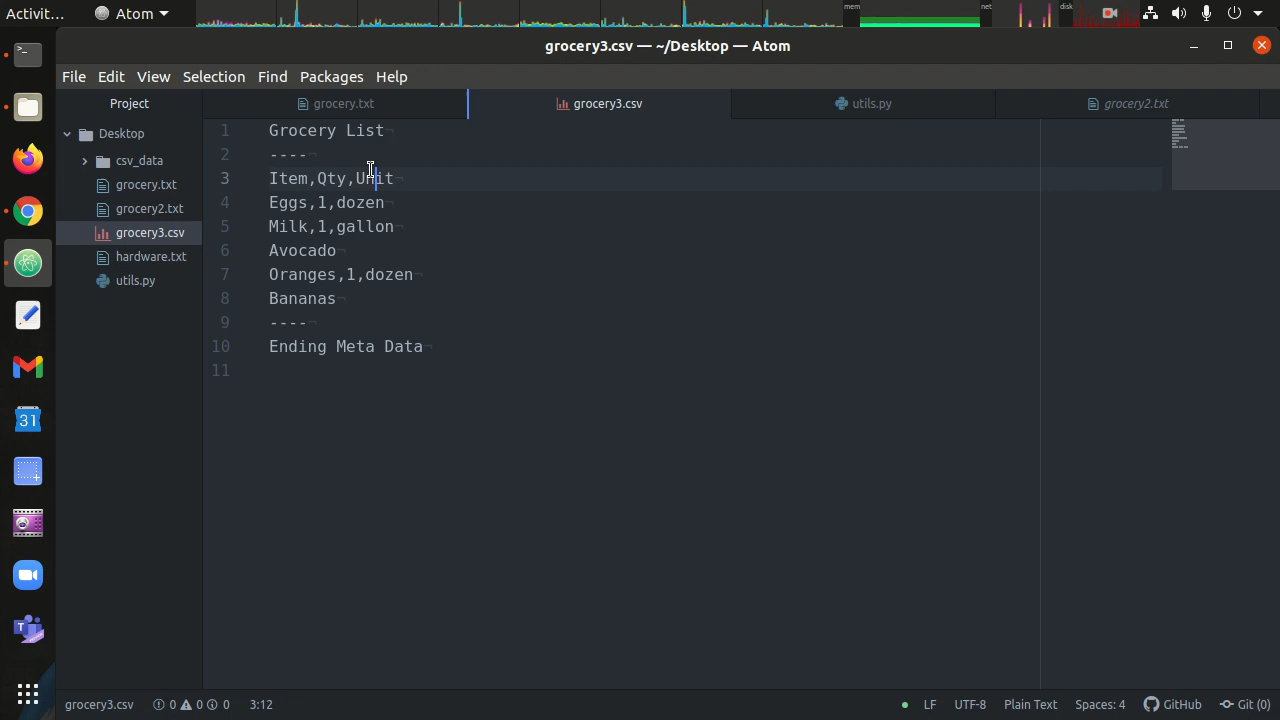 Activit...
Atom
mem
net
disk
grocery3.csv — ~/Desktop — Atom
File Edit View Selection Find Packages Help
Project
grocery.txt
grocery3.csv
utils.py
grocery2.txt
Desktop
csv_data
grocery.txt
grocery2.txt
grocery3.csv
hardware.txt
utils.py
1 Grocery List¬
2 ----¬
3 Item,Qty,Unit¬
4 Eggs,1,dozen¬
5 Milk,1,gallon¬
6 Avocado¬
7 Oranges,1,dozen¬
8 Bananas¬
9 ----¬
10 Ending Meta Data¬
11
31
grocery3.csv 0 0 0 3:12 LF UTF-8 Plain Text Spaces: 4 GitHub Git (0)